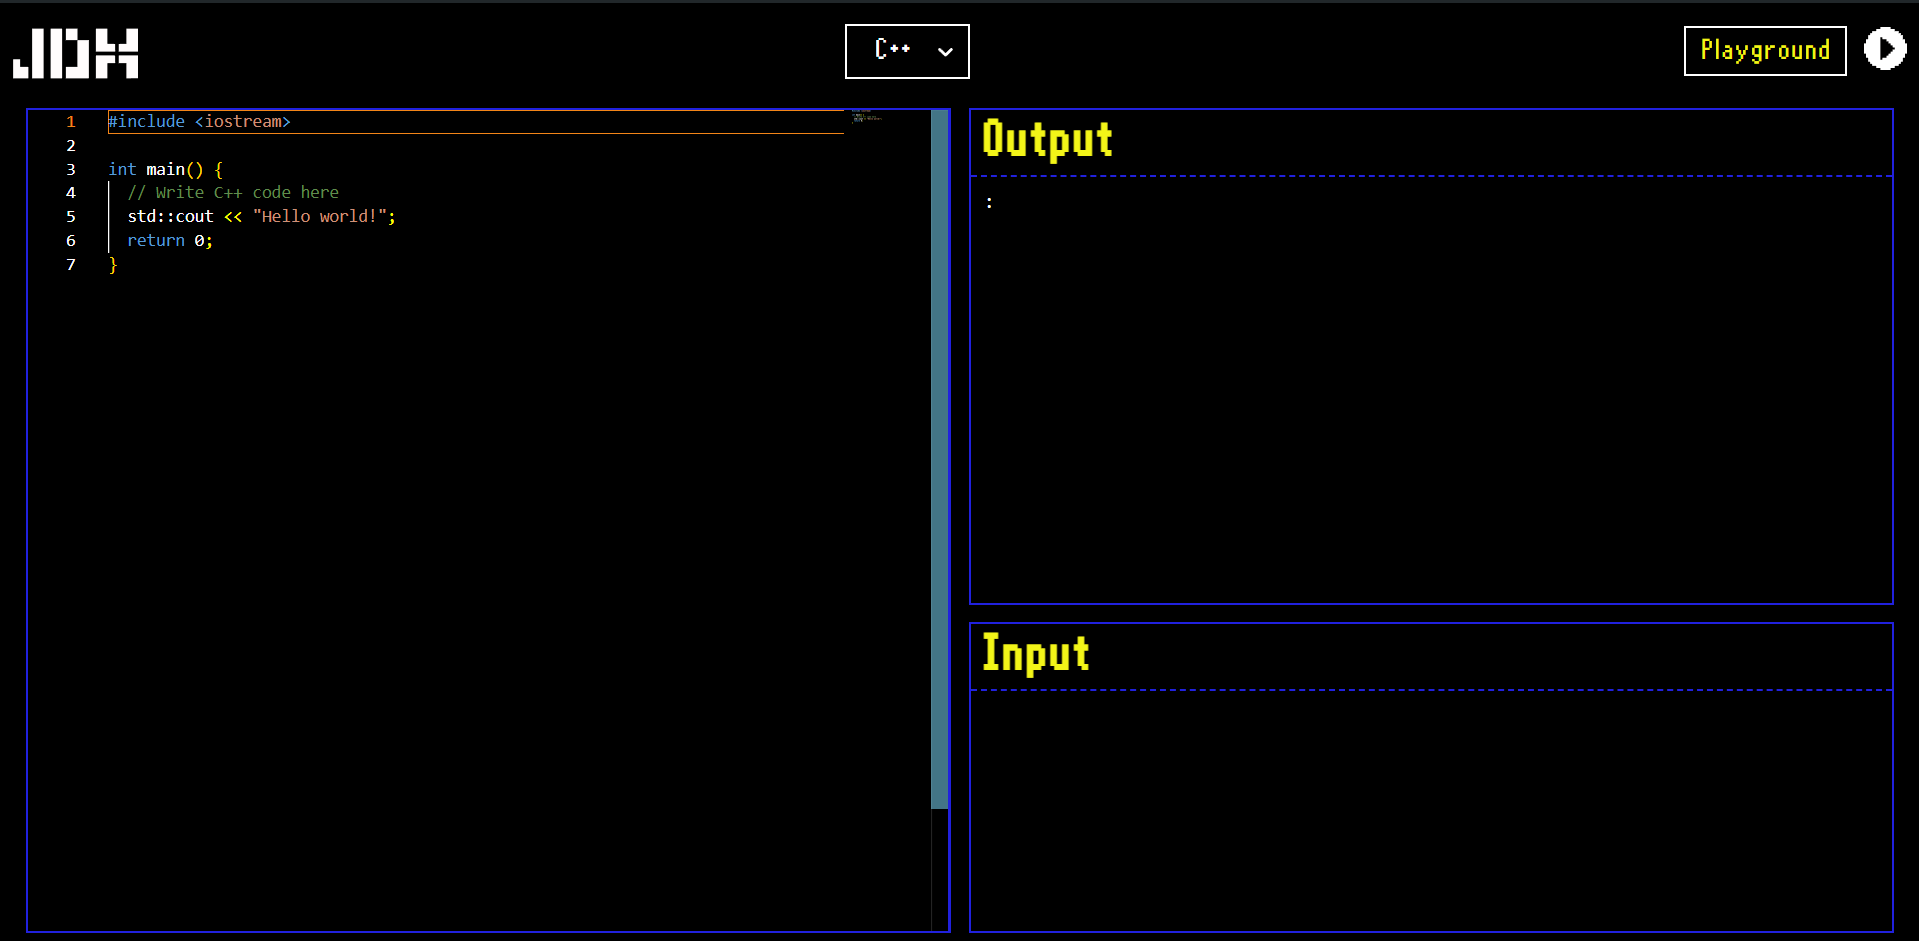 JDX
C++
Playground
1 #include <iostream>
2
3 int main() {
4 // Write C++ code here
5 std::cout << "Hello world!";
6 return 0;
7 }
Output
:
Input